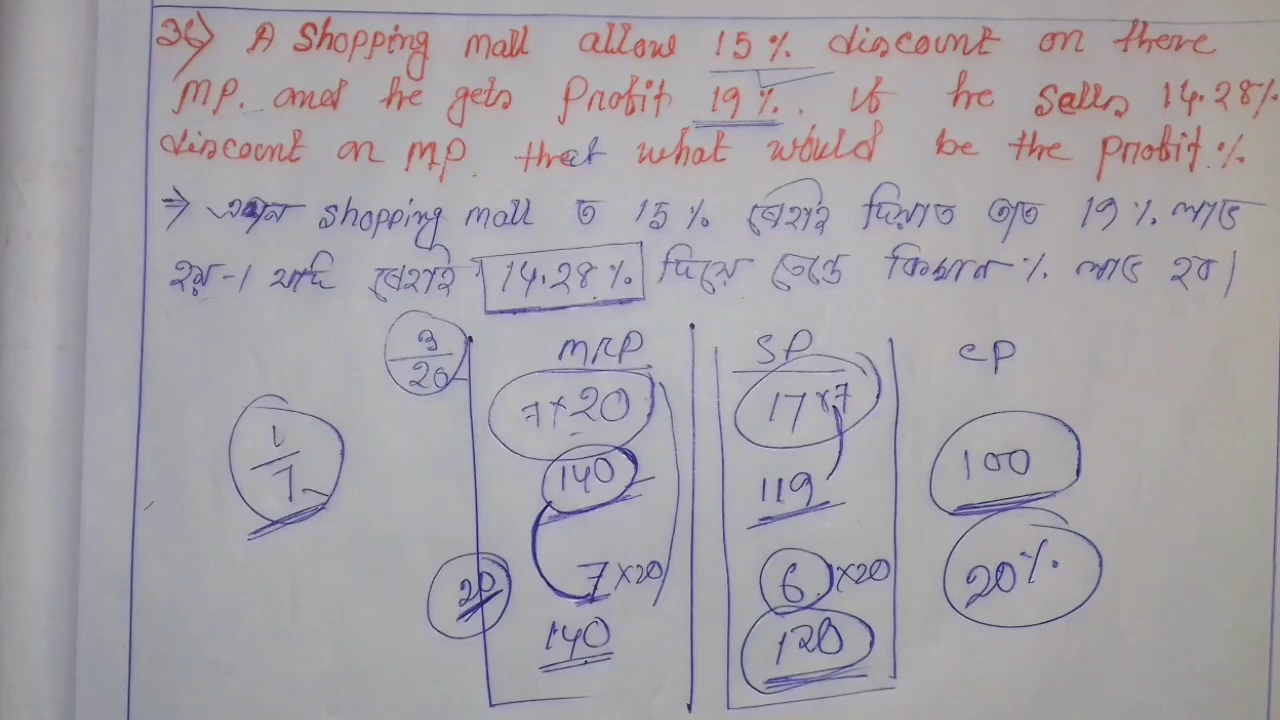 36) A Shopping mall allow 15% discount on there
MP. and he gets Profit 19%. if he Sells 14.28%
discount on M.P. that what would be the Profit %
⇒ shopping mall ত 15% ৰেহাই দিয়াত তাত 19% লাভ
হয় -। যদি ৰেহাই 14.28% দিয়ে তেন্তে কিমান % লাভ হব।
3/20 MRP SP CP
7×20 17×7
1/7 140 119 100
20 7×20 6×20 20%
140 120